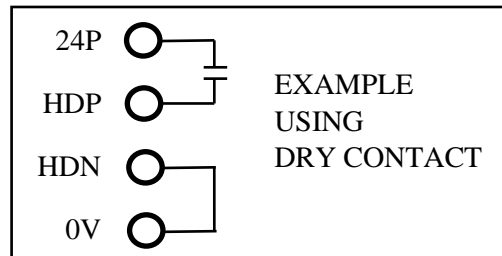 24P
HDP
HDN
0V
EXAMPLE
USING
DRY CONTACT